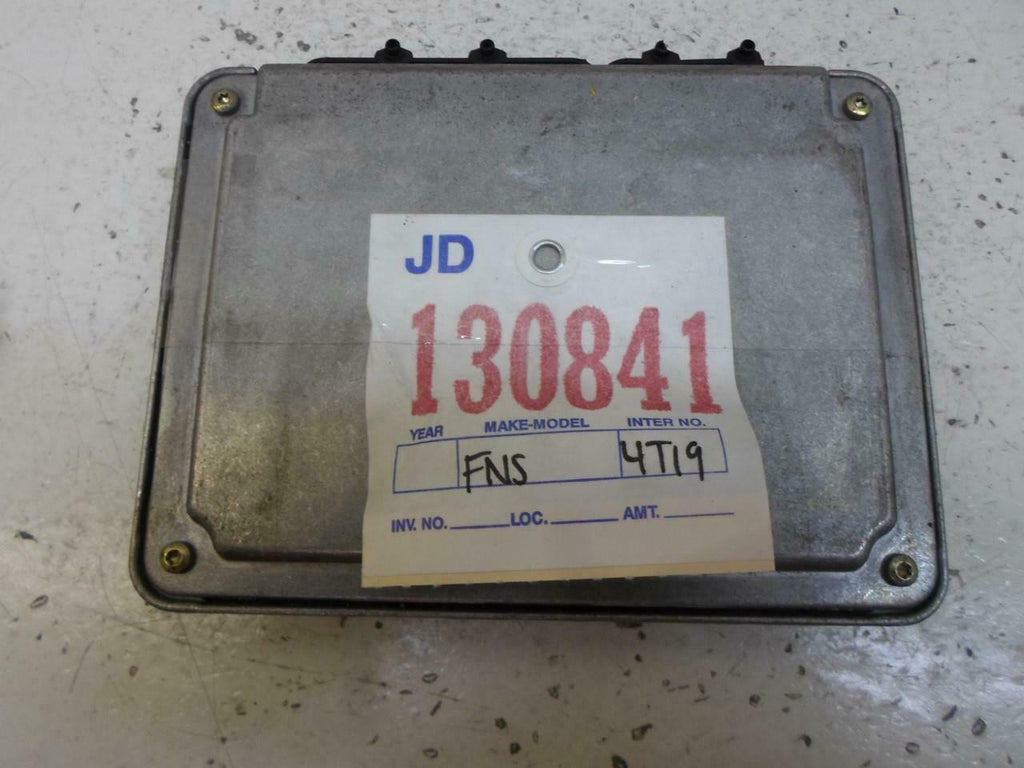 JD
130841
YEAR MAKE-MODEL INTER NO.
FNS 4T19
INV. NO. LOC. AMT.